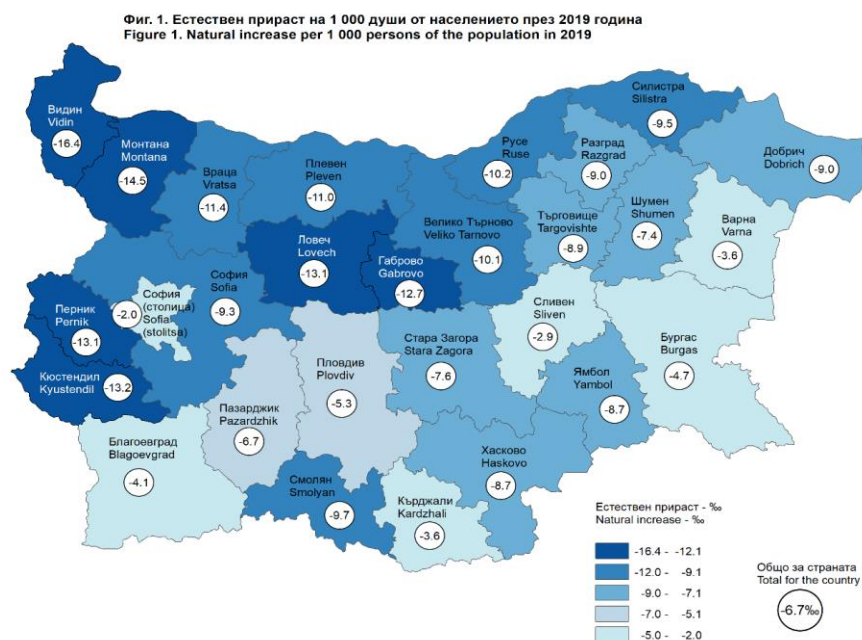 Фиг. 1. Естествен прираст на 1 000 души от населението през 2019 година
Figure 1. Natural increase per 1 000 persons of the population in 2019
Видин
Vidin
-16.4
Монтана
Montana
-14.5
Враца
Vratsa
-11.4
Плевен
Pleven
-11.0
Русе
Ruse
-10.2
Силистра
Silistra
-9.5
Разград
Razgrad
-9.0
Добрич
Dobrich
-9.0
Велико Търново
Veliko Tarnovo
-10.1
Търговище
Targovishte
-8.9
Шумен
Shumen
-7.4
Варна
Varna
-3.6
Ловеч
Lovech
-13.1
Габрово
Gabrovo
-12.7
София
Sofia
-9.3
София
(столица)
Sofia
(stolitsa)
-2.0
Перник
Pernik
-13.1
Кюстендил
Kyustendil
-13.2
Сливен
Sliven
-2.9
Бургас
Burgas
-4.7
Стара Загора
Stara Zagora
-7.6
Ямбол
Yambol
-8.7
Пловдив
Plovdiv
-5.3
Пазарджик
Pazardzhik
-6.7
Благоевград
Blagoevgrad
-4.1
Смолян
Smolyan
-9.7
Кърджали
Kardzhali
-3.6
Хасково
Haskovo
-8.7
Естествен прираст - ‰
Natural increase - ‰
-16.4 - -12.1
-12.0 - -9.1
-9.0 - -7.1
-7.0 - -5.1
-5.0 - -2.0
Общо за страната
Total for the country
-6.7‰